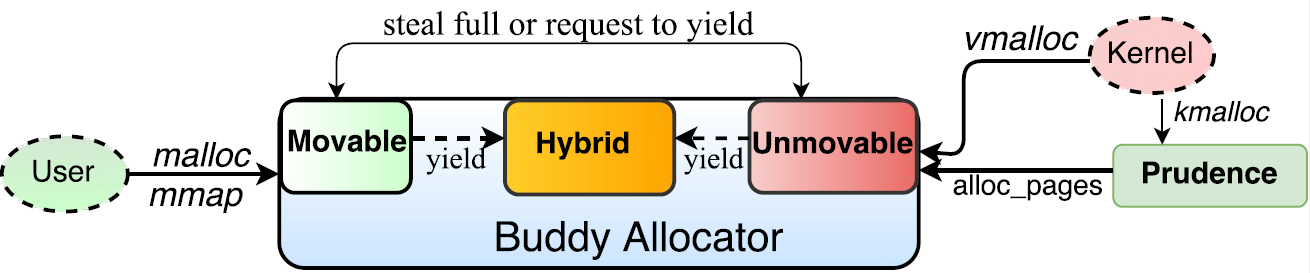 steal full or request to yield
vmalloc
Kernel
kmalloc
User
malloc
mmap
Movable
yield
Hybrid
yield
Unmovable
alloc_pages
Prudence
Buddy Allocator